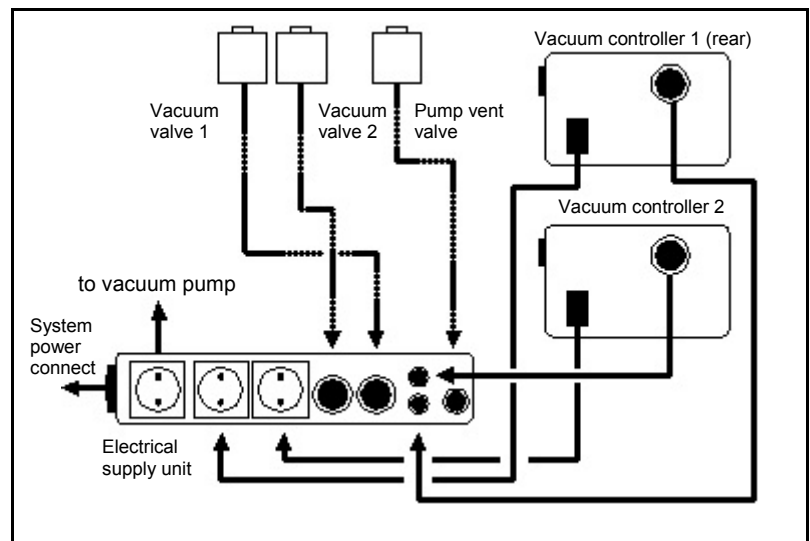 Vacuum controller 1 (rear)
Vacuum
valve 1
Vacuum
valve 2
Pump vent
valve
Vacuum controller 2
to vacuum pump
System
power
connect
Electrical
supply unit